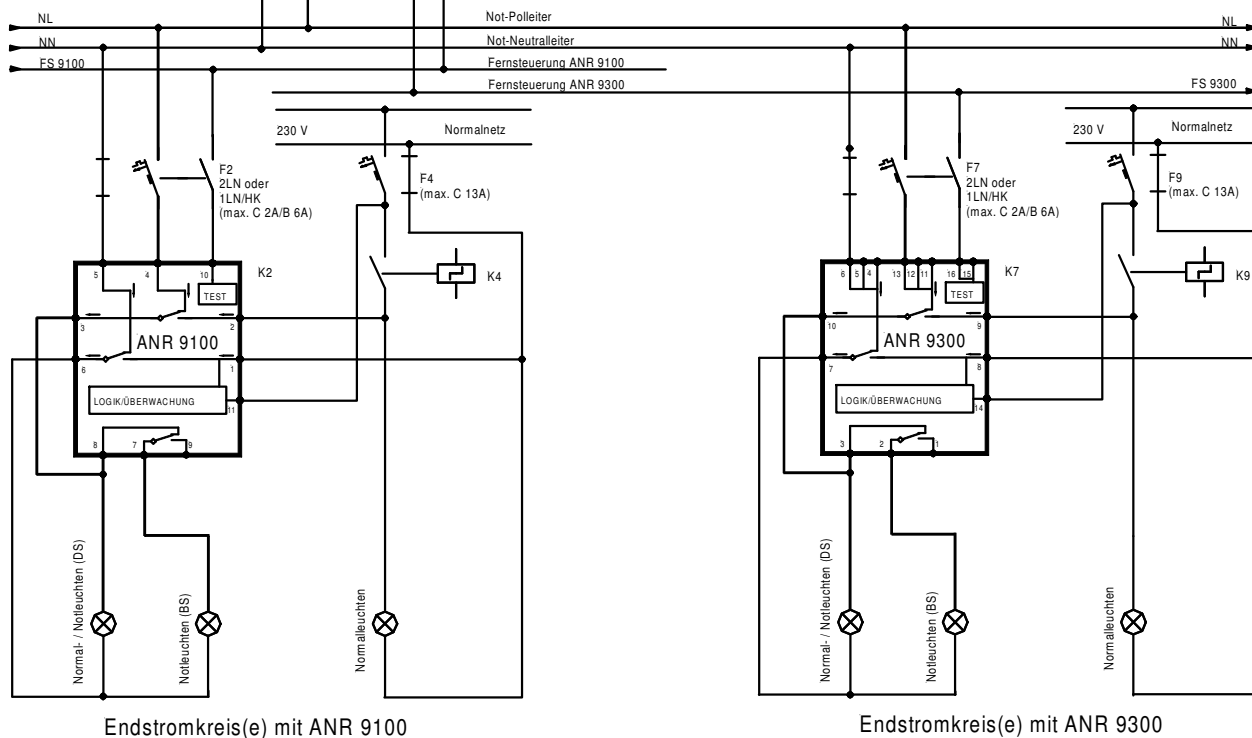 NL Not-Polleiter NL
NN Not-Neutralleiter NN
FS 9100 Fernsteuerung ANR 9100
Fernsteuerung ANR 9300 FS 9300
230 V Normalnetz
230 V Normalnetz
F2
2LN oder
1LN/HK
(max. C 2A/B 6A)
F4
(max. C 13A)
F7
2LN oder
1LN/HK
(max. C 2A/B 6A)
F9
(max. C 13A)
5 4 10 K2
TEST
K4
3 2
ANR 9100
6 1
LOGIK/ÜBERWACHUNG
11
8 7 9
6 5 4 13 12 11 16 15 K7
TEST
K9
10 9
ANR 9300
7 8
LOGIK/ÜBERWACHUNG
14
3 2 1
Normal- / Notleuchten (DS)
Notleuchten (BS)
Normalleuchten
Normal- / Notleuchten (DS)
Notleuchten (BS)
Normalleuchten
Endstromkreis(e) mit ANR 9100
Endstromkreis(e) mit ANR 9300